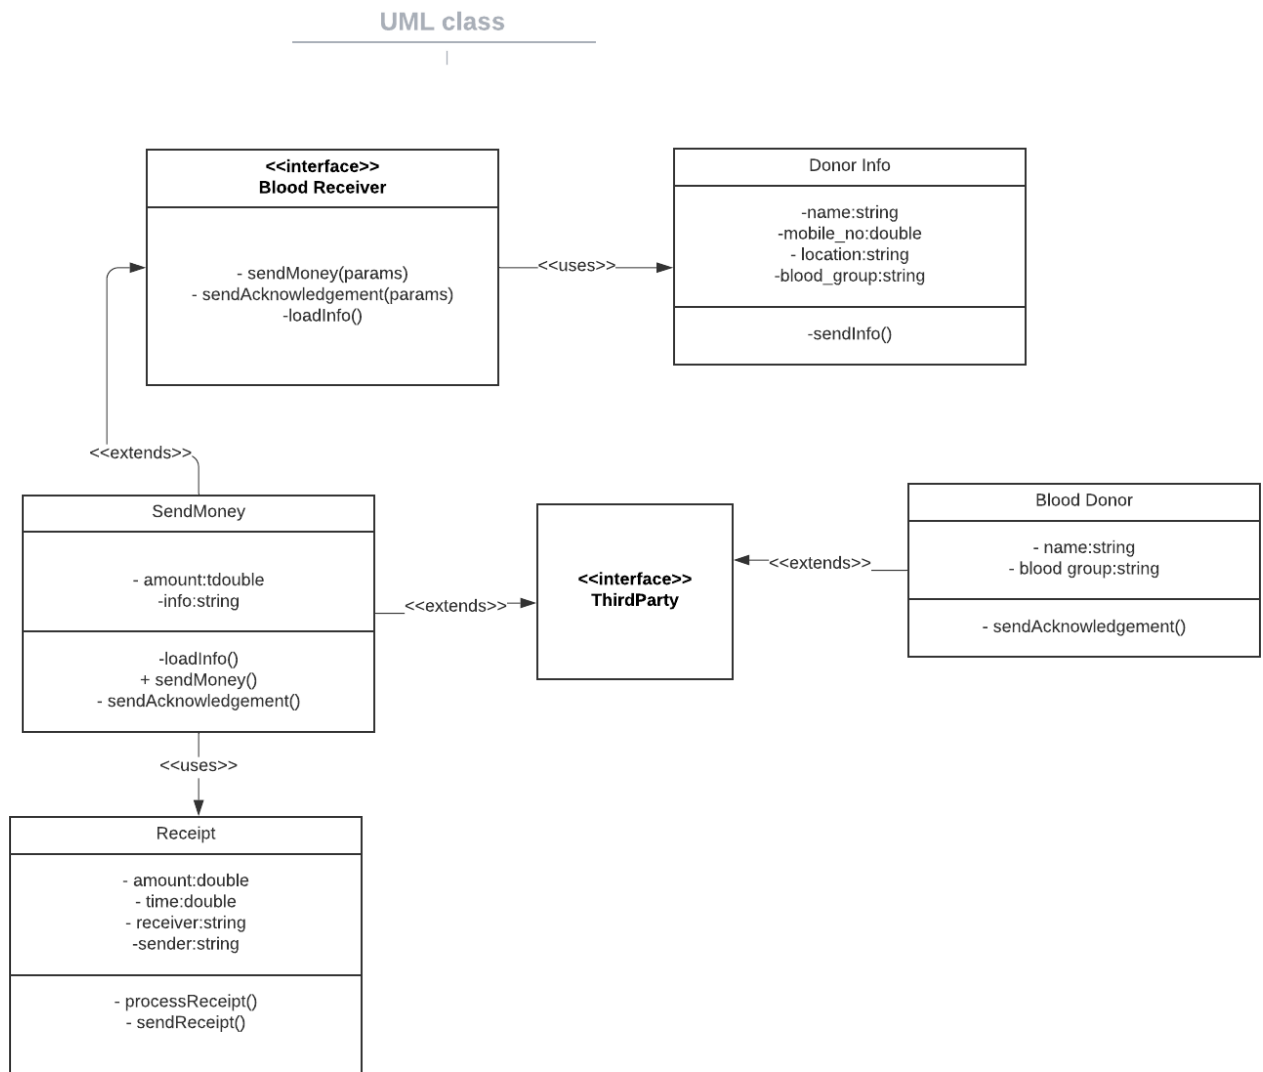 UML class
<<interface>>
Blood Receiver
- sendMoney(params)
- sendAcknowledgement(params)
-loadInfo()
<<uses>>
Donor Info
-name:string
-mobile_no:double
- location:string
-blood_group:string
-sendInfo()
<<extends>>
SendMoney
- amount:tdouble
-info:string
-loadInfo()
+ sendMoney()
- sendAcknowledgement()
<<extends>>
<<interface>>
ThirdParty
<<extends>>
Blood Donor
- name:string
- blood group:string
- sendAcknowledgement()
<<uses>>
Receipt
- amount:double
- time:double
- receiver:string
-sender:string
- processReceipt()
- sendReceipt()